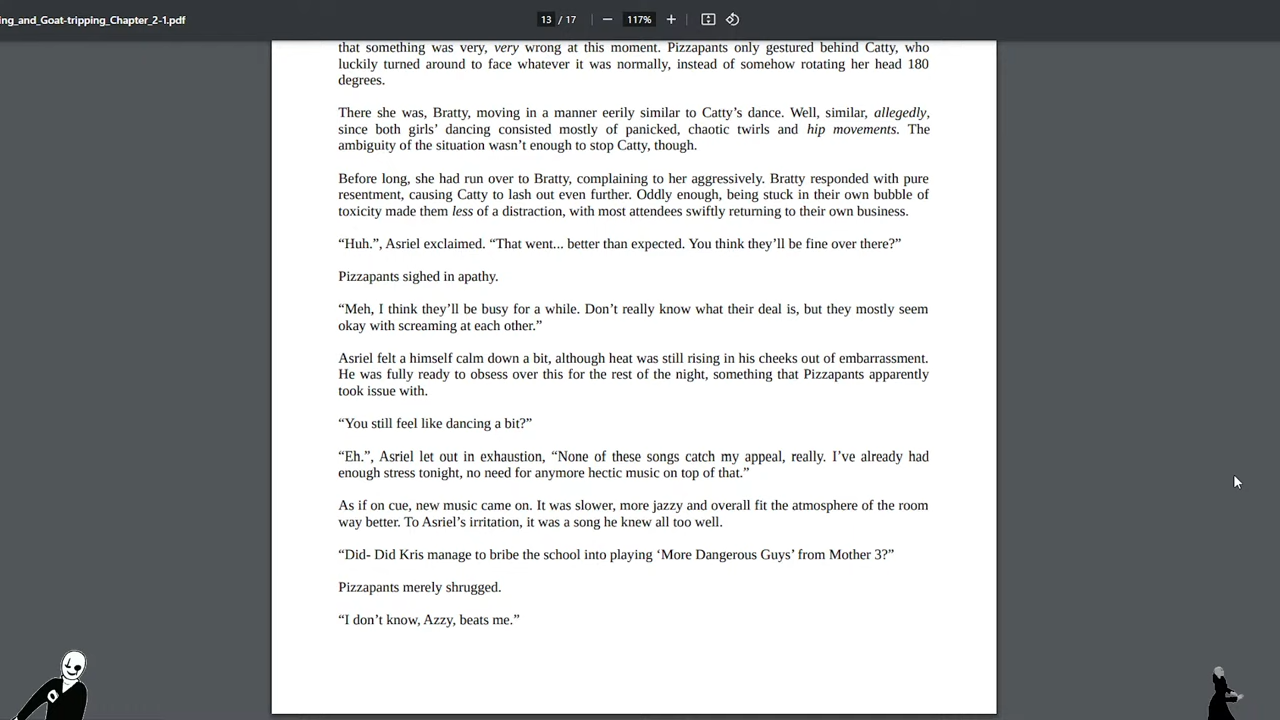 ing_and_Goat-tripping_Chapter_2-1.pdf
13 / 17
117%
that something was very, very wrong at this moment. Pizzapants only gestured behind Catty, who
luckily turned around to face whatever it was normally, instead of somehow rotating her head 180
degrees.
There she was, Bratty, moving in a manner eerily similar to Catty’s dance. Well, similar, allegedly,
since both girls’ dancing consisted mostly of panicked, chaotic twirls and hip movements. The
ambiguity of the situation wasn’t enough to stop Catty, though.
Before long, she had run over to Bratty, complaining to her aggressively. Bratty responded with pure
resentment, causing Catty to lash out even further. Oddly enough, being stuck in their own bubble of
toxicity made them less of a distraction, with most attendees swiftly returning to their own business.
“Huh.”, Asriel exclaimed. “That went... better than expected. You think they’ll be fine over there?”
Pizzapants sighed in apathy.
“Meh, I think they’ll be busy for a while. Don’t really know what their deal is, but they mostly seem
okay with screaming at each other.”
Asriel felt a himself calm down a bit, although heat was still rising in his cheeks out of embarrassment.
He was fully ready to obsess over this for the rest of the night, something that Pizzapants apparently
took issue with.
“You still feel like dancing a bit?”
“Eh.”, Asriel let out in exhaustion, “None of these songs catch my appeal, really. I’ve already had
enough stress tonight, no need for anymore hectic music on top of that.”
As if on cue, new music came on. It was slower, more jazzy and overall fit the atmosphere of the room
way better. To Asriel’s irritation, it was a song he knew all too well.
“Did- Did Kris manage to bribe the school into playing ‘More Dangerous Guys’ from Mother 3?”
Pizzapants merely shrugged.
“I don’t know, Azzy, beats me.”